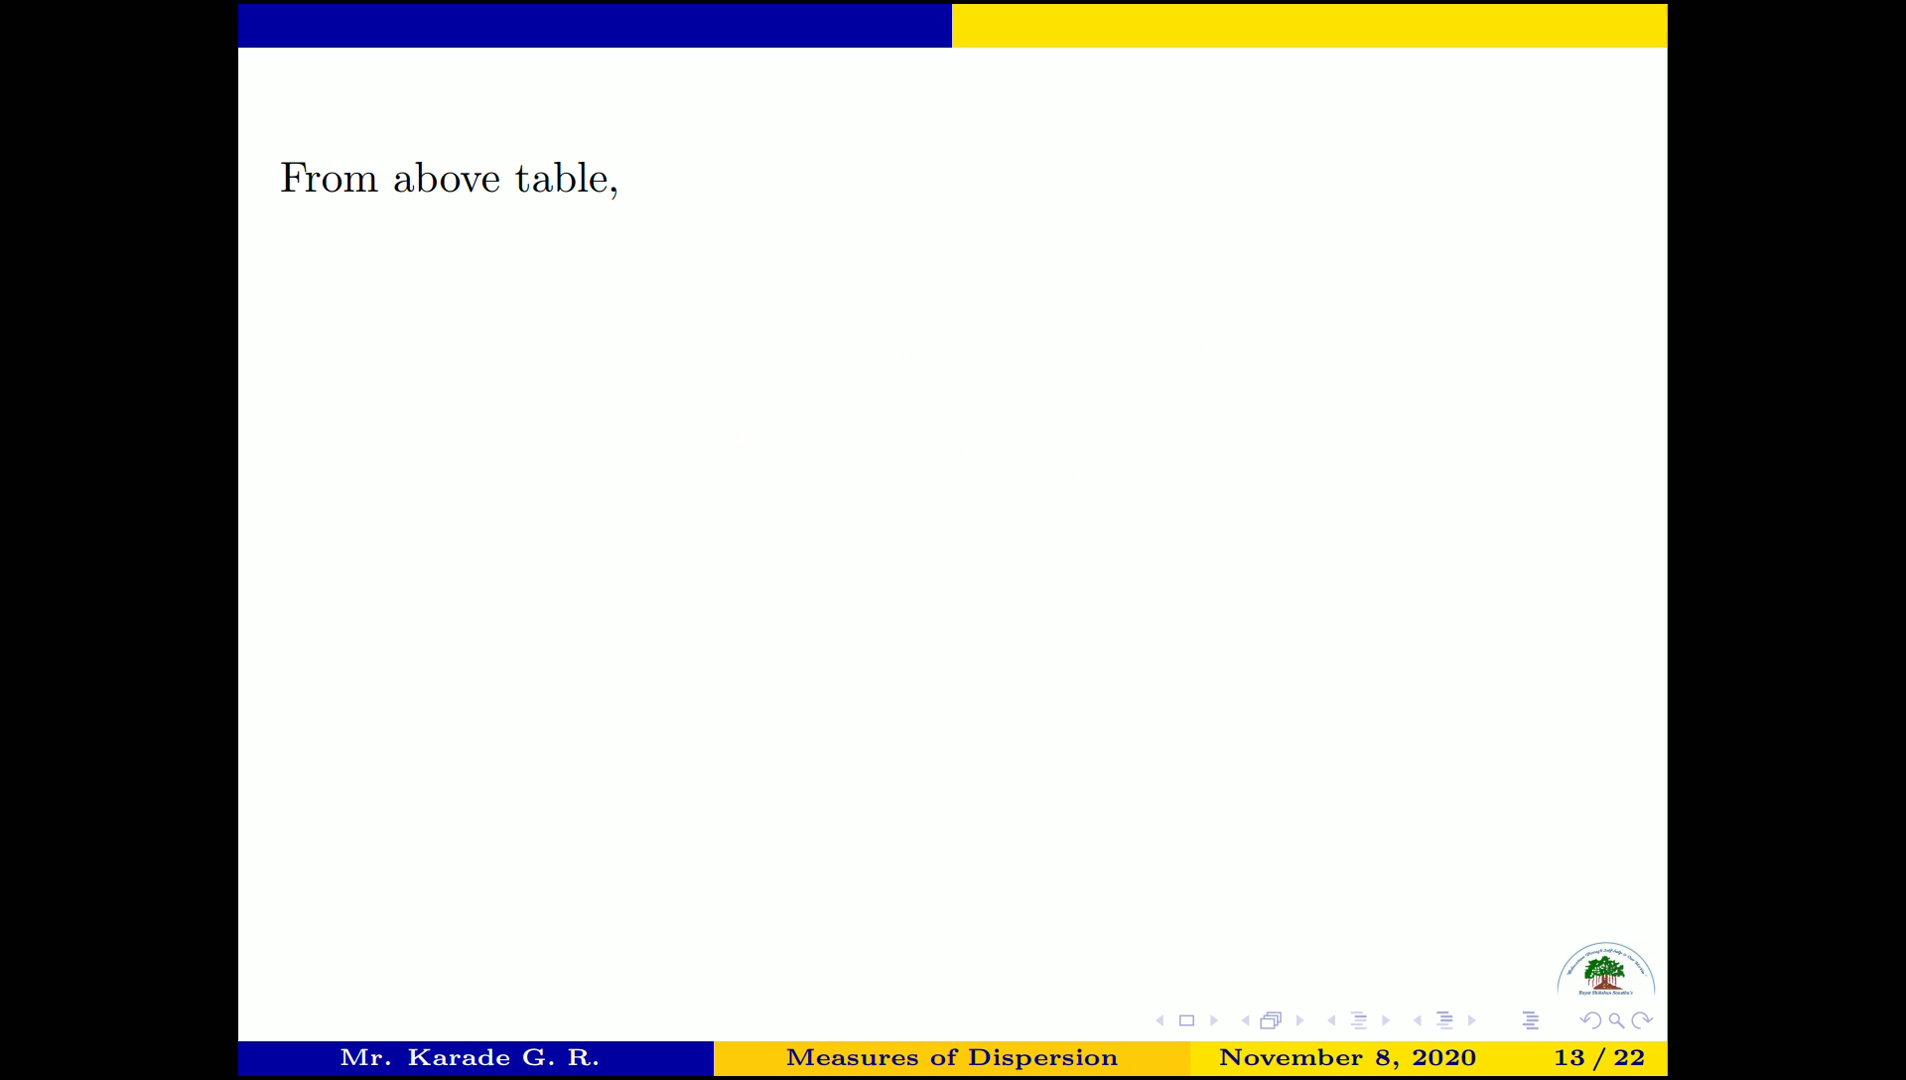 From above table,
Mr. Karade G. R.
Measures of Dispersion
November 8, 2020
13 / 22